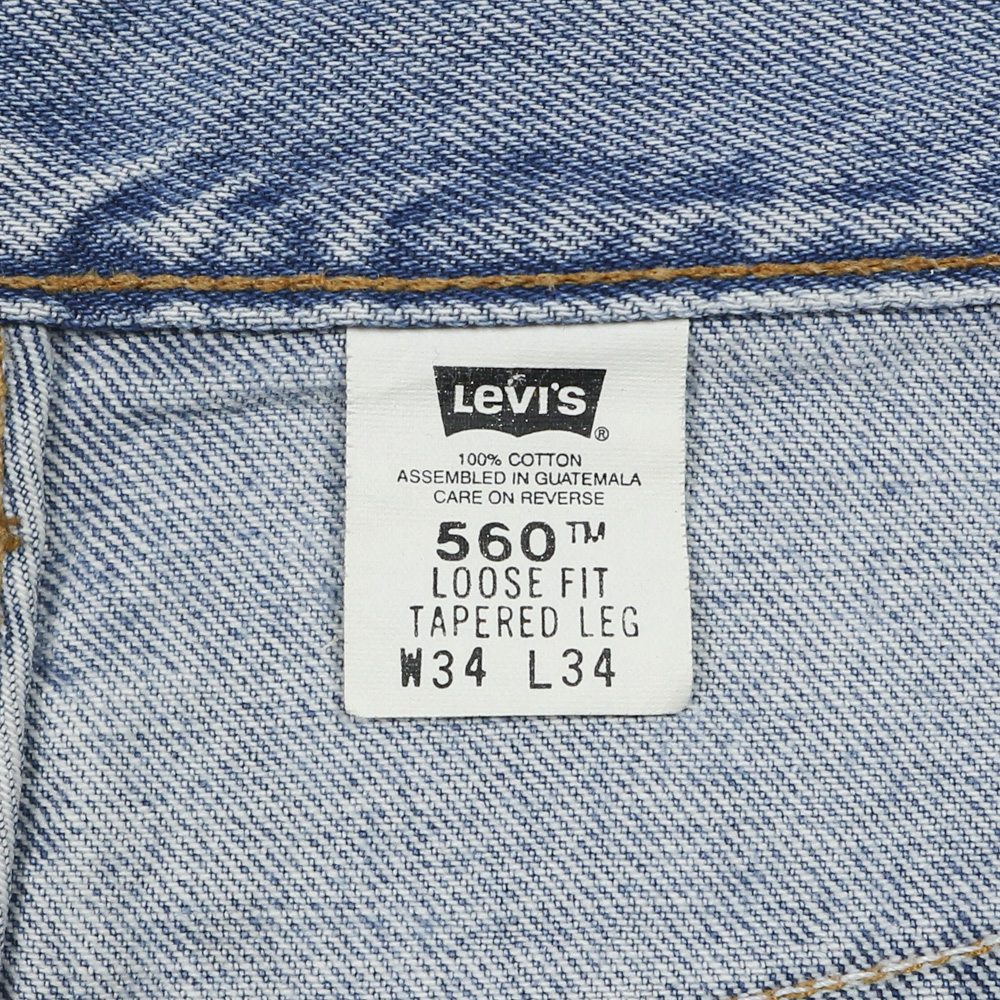 Levi's ®
100% COTTON
ASSEMBLED IN GUATEMALA
CARE ON REVERSE
560™
LOOSE FIT
TAPERED LEG
W34 L34